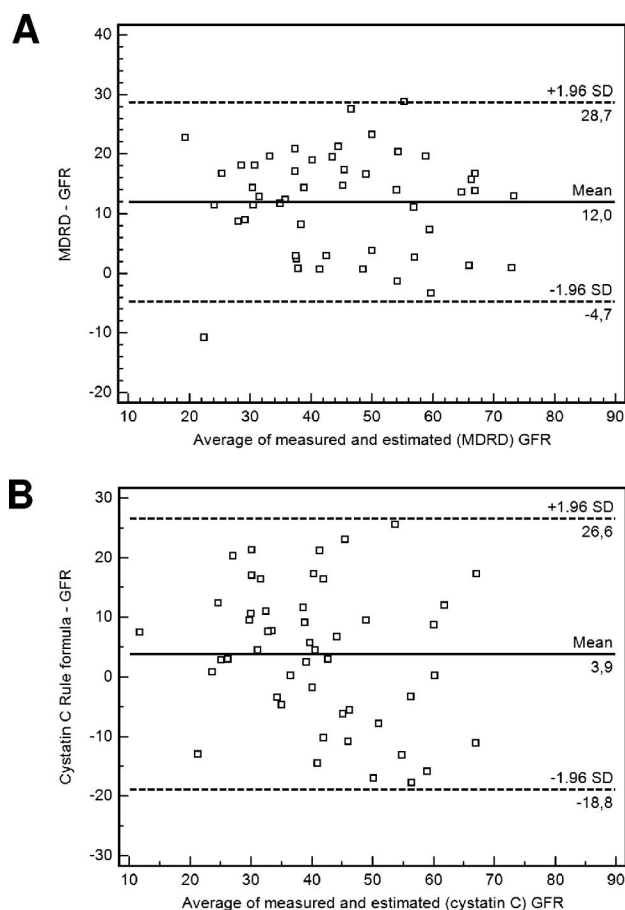 A
40
30
20
10
0
-10
-20
MDRD - GFR
+1.96 SD
28,7
Mean
12,0
-1.96 SD
-4,7
10 20 30 40 50 60 70 80 90
Average of measured and estimated (MDRD) GFR
B
30
20
10
0
-10
-20
-30
Cystatin C Rule formula - GFR
+1.96 SD
26,6
Mean
3,9
-1.96 SD
-18,8
10 20 30 40 50 60 70 80 90
Average of measured and estimated (cystatin C) GFR